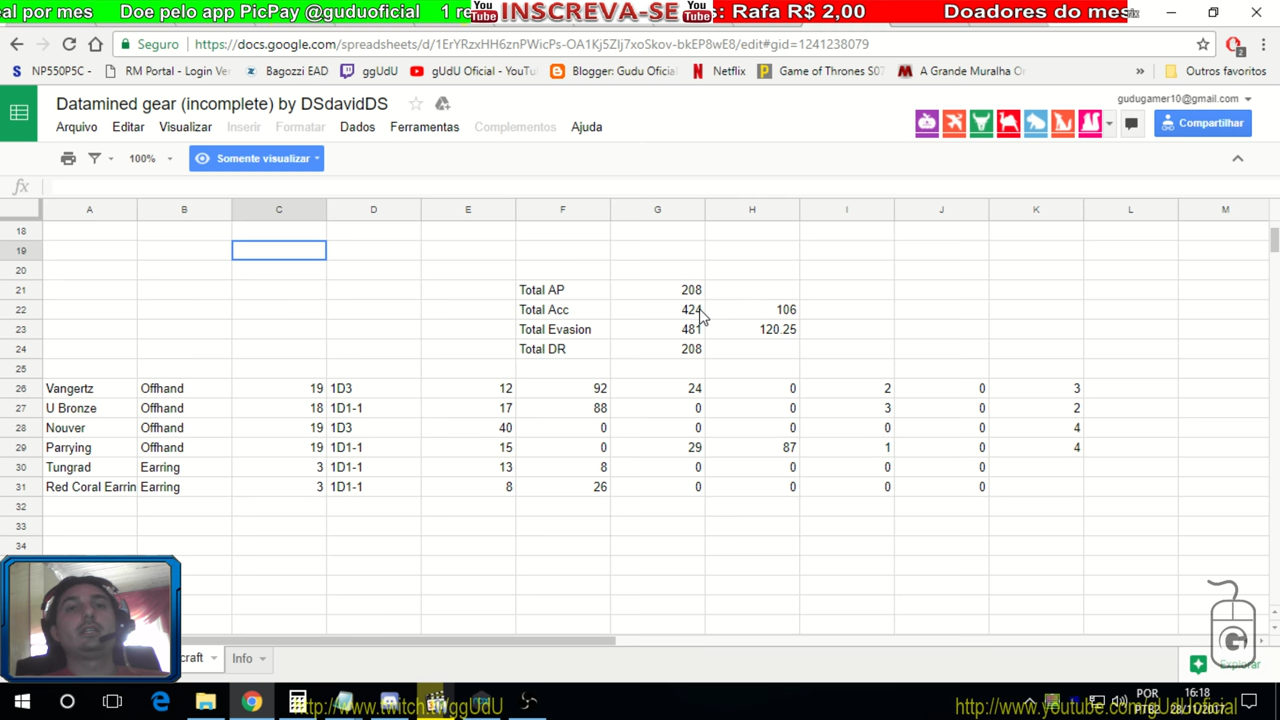 al por mes Doe pelo app PicPay @guduoficial 1 re
You Tube INSCREVA-SE You Tube
s: Rafa R$ 2,00 Doadores do mes
Seguro https://docs.google.com/spreadsheets/d/1ErYRzxHH6znPWicPs-OA1Kj5Zlj7xoSkov-bkEP8wE8/edit#gid=1241238079
2
NP550P5C - RM Portal - Login Ver Bagozzi EAD ggUdU gUdU Oficial - YouTu Blogger: Gudu Oficia Netflix Game of Thrones S07 A Grande Muralha Or » Outros favoritos
Datamined gear (incomplete) by DSdavidDS
gudugamer10@gmail.com
Arquivo Editar Visualizar Inserir Formatar Dados Ferramentas Complementos Ajuda
Compartilhar
100% Somente visualizar
fx
A B C D E F G H I J K L M
18
19
20
21 Total AP 208
22 Total Acc 424 106
23 Total Evasion 481 120.25
24 Total DR 208
25
26 Vangertz Offhand 19 1D3 12 92 24 0 2 0 3
27 U Bronze Offhand 18 1D1-1 17 88 0 0 3 0 2
28 Nouver Offhand 19 1D3 40 0 0 0 0 0 4
29 Parrying Offhand 19 1D1-1 15 0 29 87 1 0 4
30 Tungrad Earring 3 1D1-1 13 8 0 0 0 0
31 Red Coral Earrin Earring 3 1D1-1 8 26 0 0 0 0
32
33
34
craft Info
G
Explorar
http://www.twitch.tv/ggUdU
POR 16:18
PTB2 28/11/2017